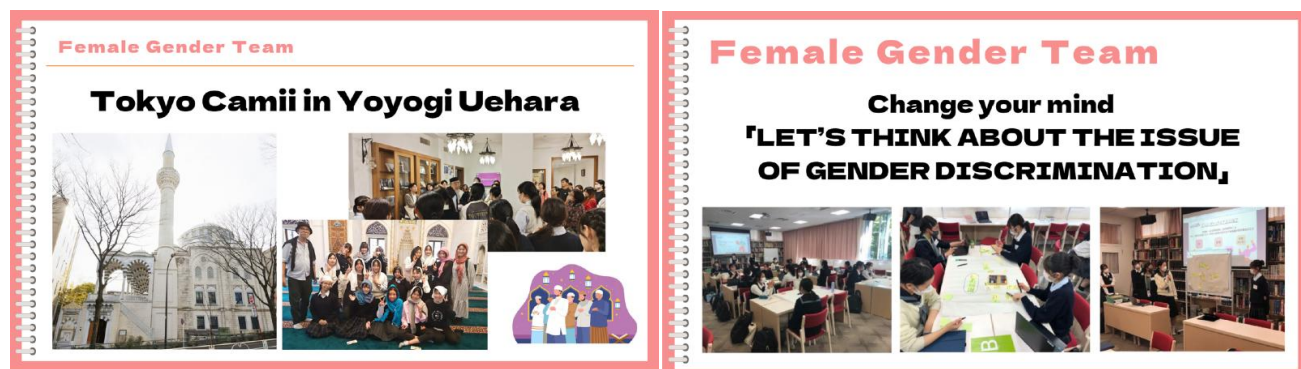 Female Gender Team
Tokyo Camii in Yoyogi Uehara
Female Gender Team
Change your mind
「LET'S THINK ABOUT THE ISSUE
OF GENDER DISCRIMINATION」
B